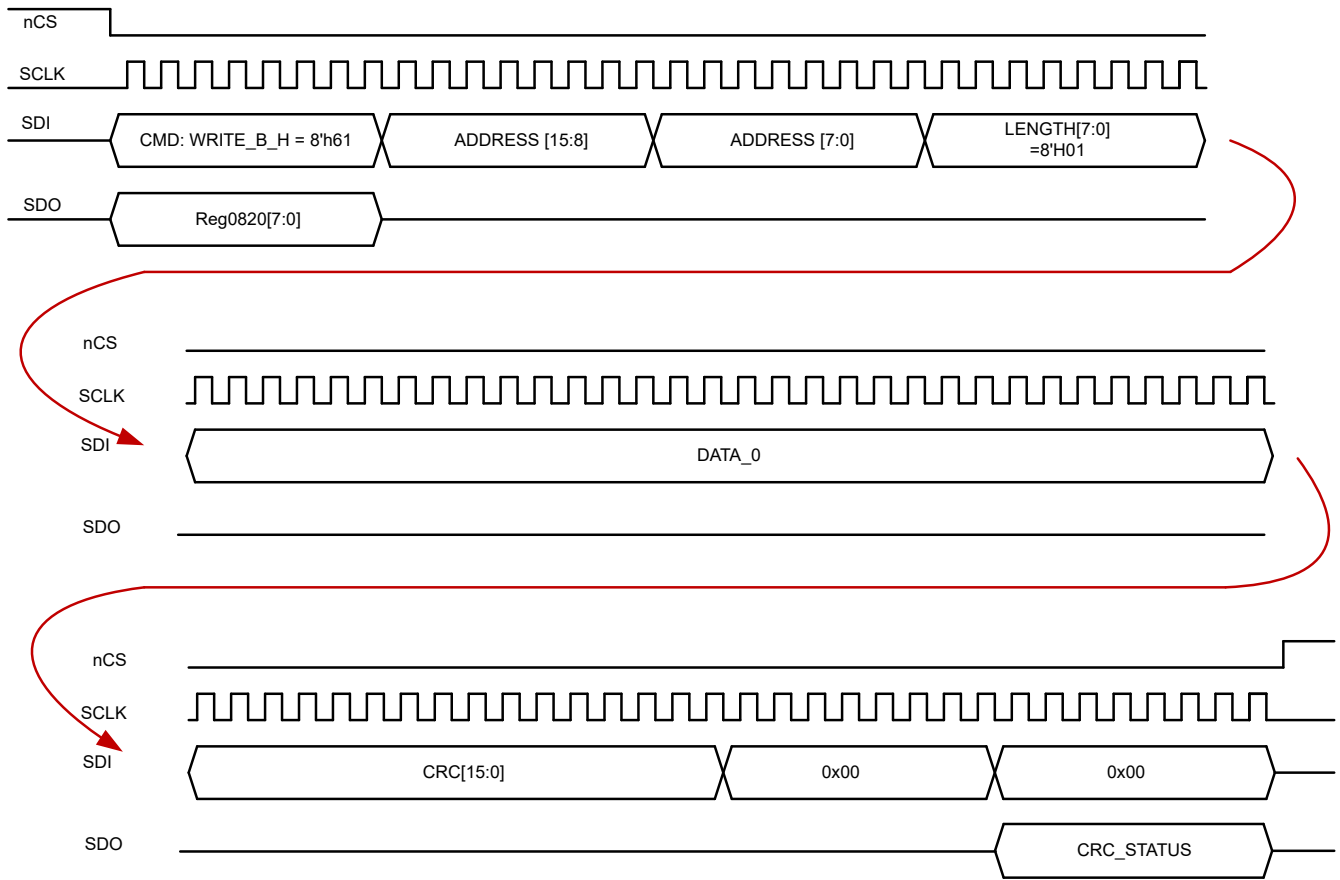 nCS
SCLK
SDI
CMD: WRITE_B_H = 8'h61
ADDRESS [15:8]
ADDRESS [7:0]
LENGTH[7:0]
=8'H01
SDO
Reg0820[7:0]
nCS
SCLK
SDI
DATA_0
SDO
nCS
SCLK
SDI
CRC[15:0]
0x00
0x00
SDO
CRC_STATUS